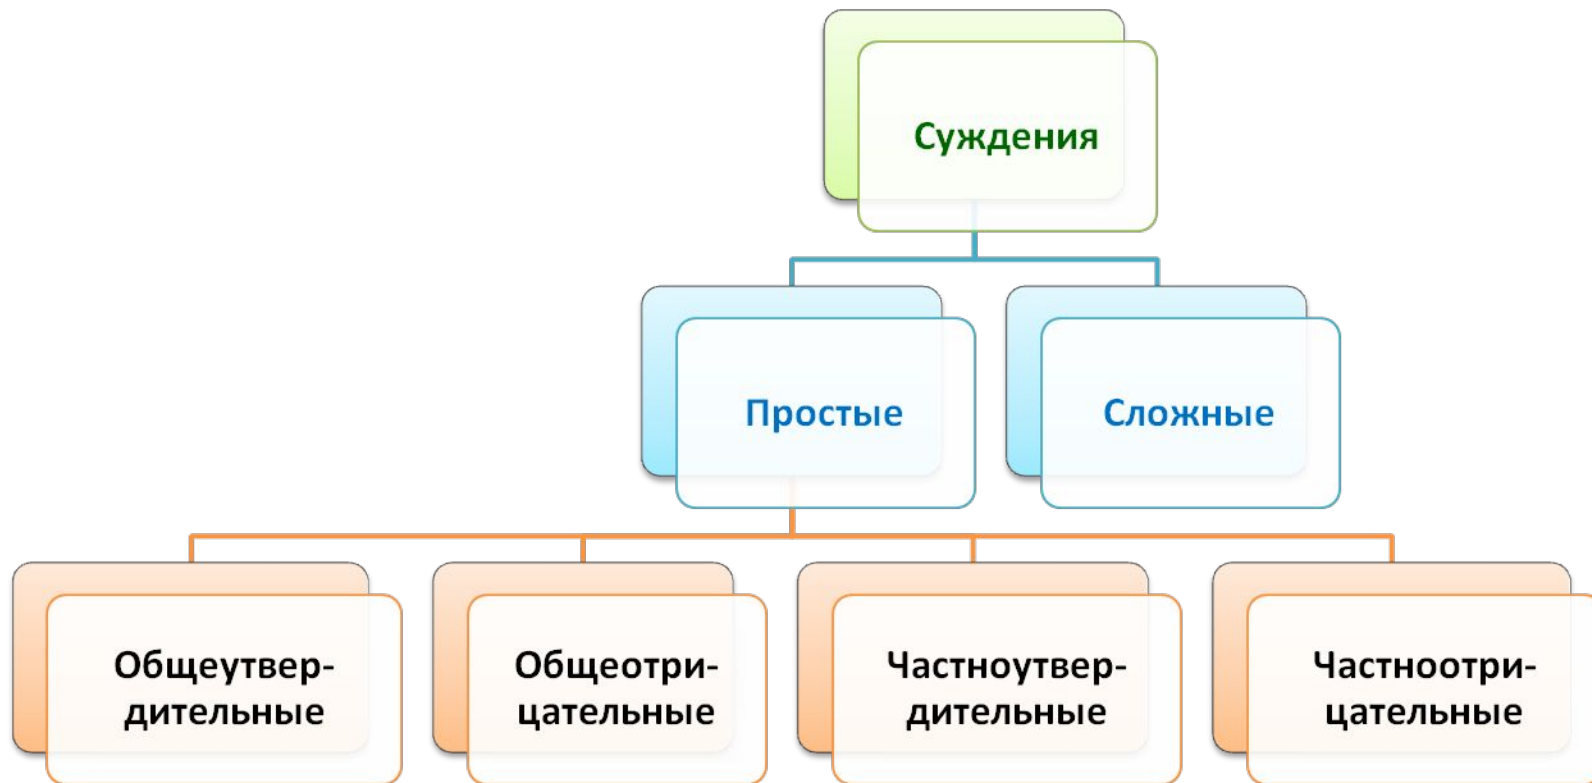 Суждения
Простые
Сложные
Общеутвер-
дительные
Общеотри-
цательные
Частноутвер-
дительные
Частноотри-
цательные